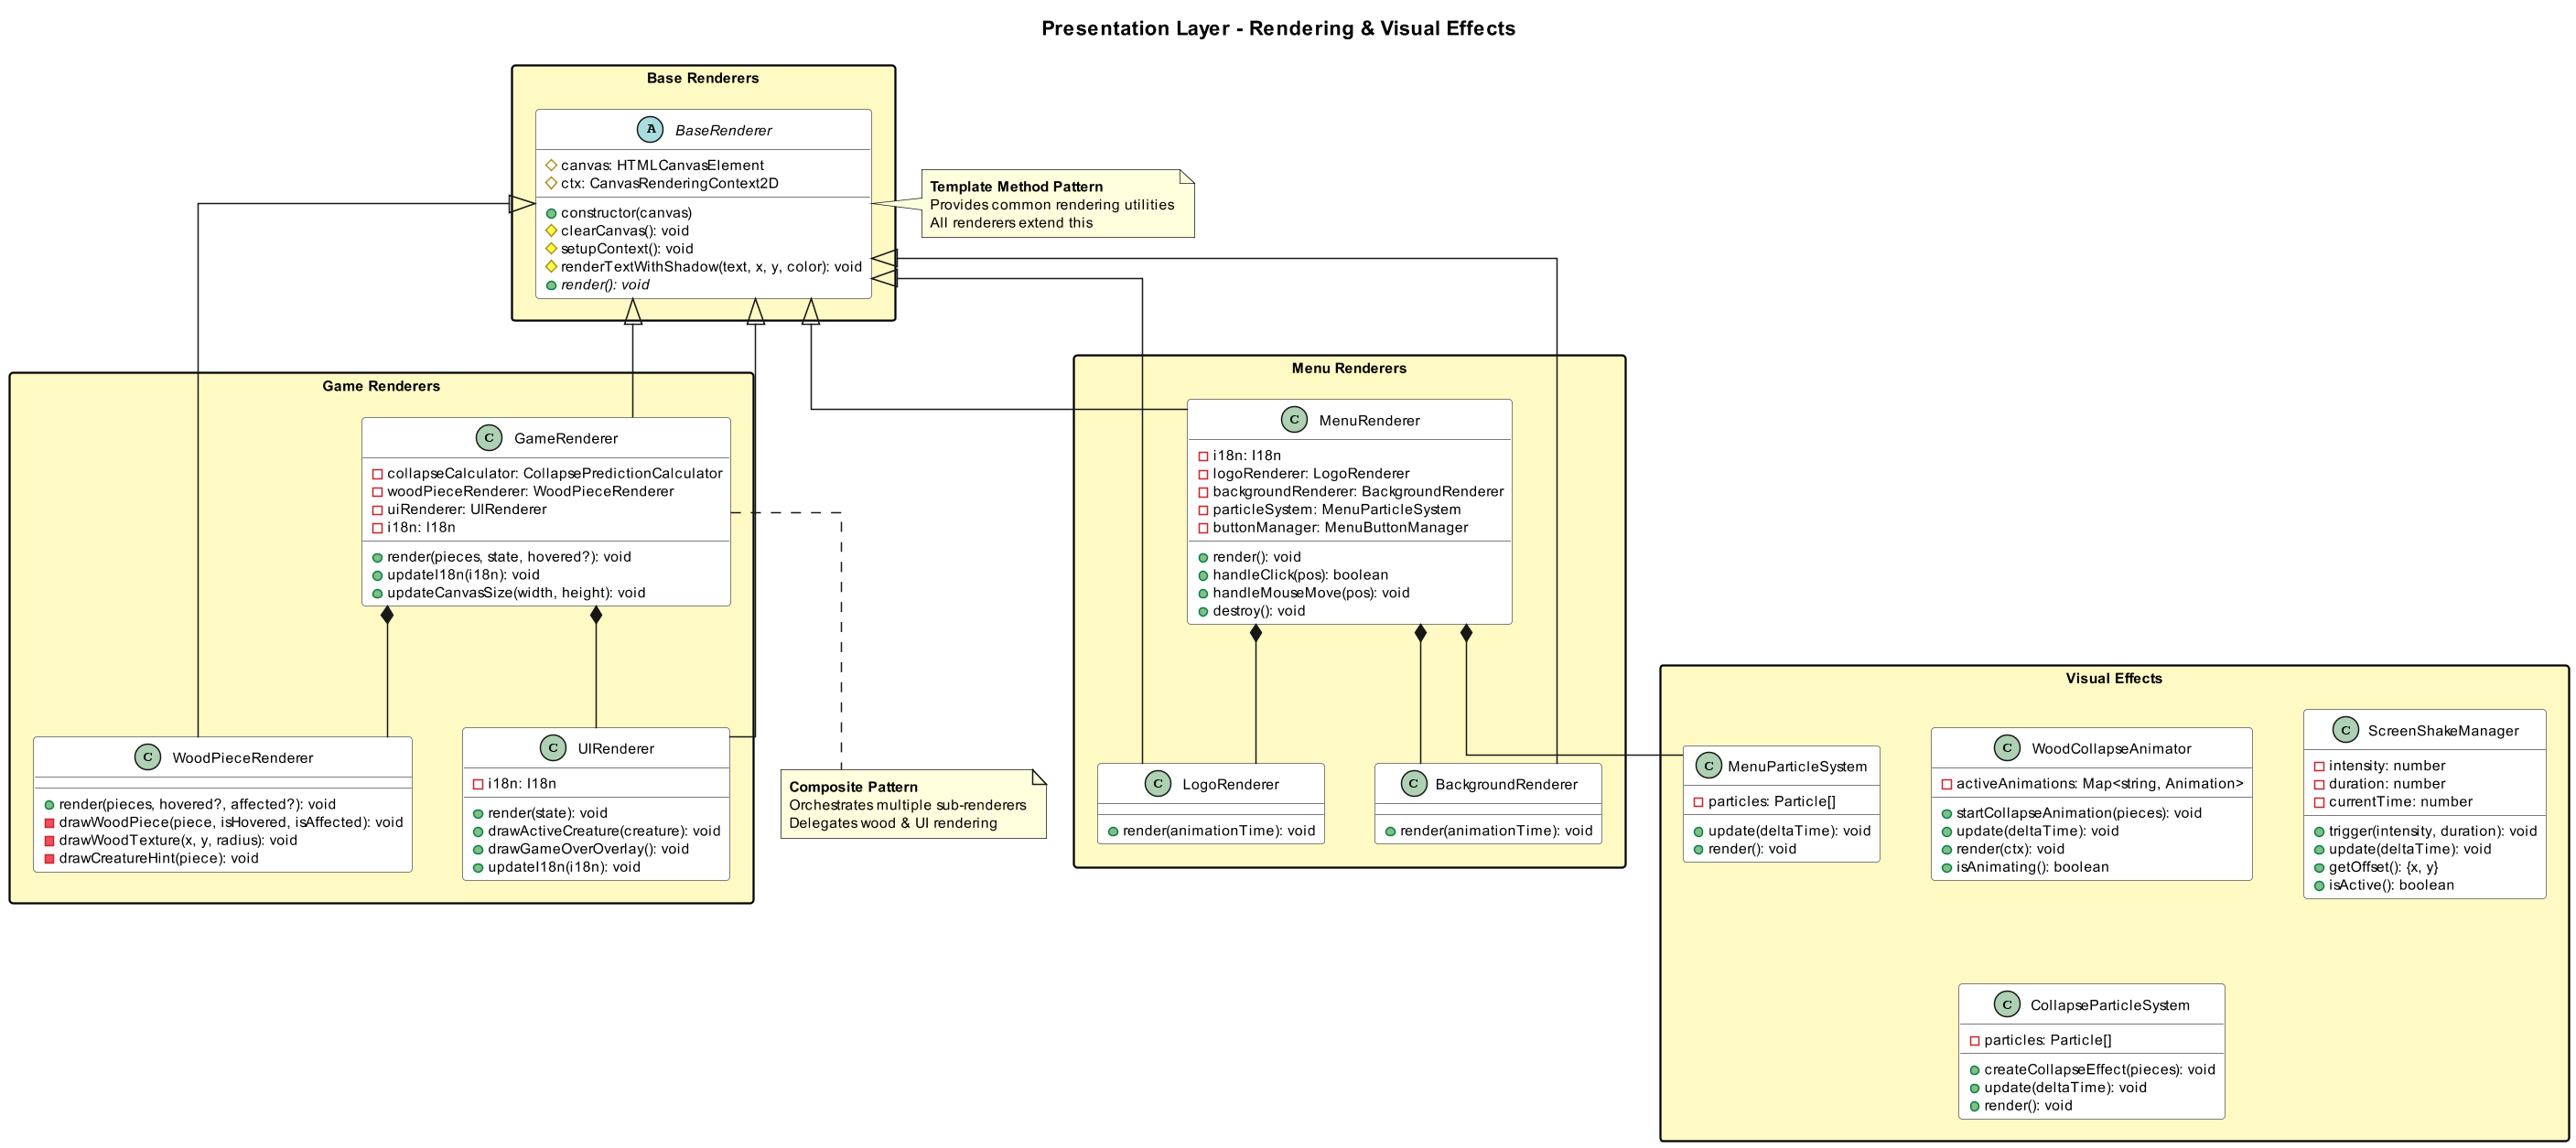 Presentation Layer - Rendering & Visual Effects
Base Renderers
A BaseRenderer
canvas: HTMLCanvasElement
ctx: CanvasRenderingContext2D
constructor(canvas)
clearCanvas(): void
setupContext(): void
renderTextWithShadow(text, x, y, color): void
render(): void
Template Method Pattern
Provides common rendering utilities
All renderers extend this
Game Renderers
C GameRenderer
collapseCalculator: CollapsePredictionCalculator
woodPieceRenderer: WoodPieceRenderer
uiRenderer: UIRenderer
i18n: I18n
render(pieces, state, hovered?): void
updateI18n(i18n): void
updateCanvasSize(width, height): void
C WoodPieceRenderer
render(pieces, hovered?, affected?): void
drawWoodPiece(piece, isHovered, isAffected): void
drawWoodTexture(x, y, radius): void
drawCreatureHint(piece): void
C UIRenderer
i18n: I18n
render(state): void
drawActiveCreature(creature): void
drawGameOverOverlay(): void
updateI18n(i18n): void
Composite Pattern
Orchestrates multiple sub-renderers
Delegates wood & UI rendering
Menu Renderers
C MenuRenderer
i18n: I18n
logoRenderer: LogoRenderer
backgroundRenderer: BackgroundRenderer
particleSystem: MenuParticleSystem
buttonManager: MenuButtonManager
render(): void
handleClick(pos): boolean
handleMouseMove(pos): void
destroy(): void
C LogoRenderer
render(animationTime): void
C BackgroundRenderer
render(animationTime): void
Visual Effects
C MenuParticleSystem
particles: Particle[]
update(deltaTime): void
render(): void
C WoodCollapseAnimator
activeAnimations: Map<string, Animation>
startCollapseAnimation(pieces): void
update(deltaTime): void
render(ctx): void
isAnimating(): boolean
C ScreenShakeManager
intensity: number
duration: number
currentTime: number
trigger(intensity, duration): void
update(deltaTime): void
getOffset(): {x, y}
isActive(): boolean
C CollapseParticleSystem
particles: Particle[]
createCollapseEffect(pieces): void
update(deltaTime): void
render(): void